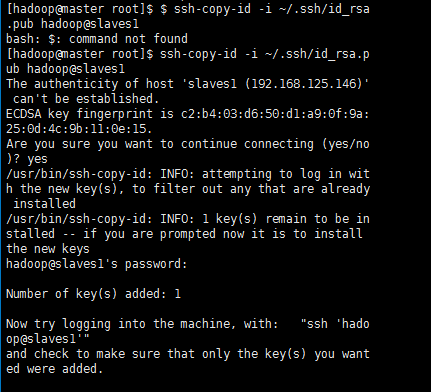 [hadoop@master root]$ $ ssh-copy-id -i ~/.ssh/id_rsa
.pub hadoop@slaves1
bash: $: command not found
[hadoop@master root]$ ssh-copy-id -i ~/.ssh/id_rsa.p
ub hadoop@slaves1
The authenticity of host 'slaves1 (192.168.125.146)'
 can't be established.
ECDSA key fingerprint is c2:b4:03:d6:50:d1:a9:0f:9a:
25:0d:4c:9b:11:0e:15.
Are you sure you want to continue connecting (yes/no
)? yes
/usr/bin/ssh-copy-id: INFO: attempting to log in wit
h the new key(s), to filter out any that are already
 installed
/usr/bin/ssh-copy-id: INFO: 1 key(s) remain to be in
stalled -- if you are prompted now it is to install
the new keys
hadoop@slaves1's password:
Number of key(s) added: 1
Now try logging into the machine, with:   "ssh 'hado
op@slaves1'"
and check to make sure that only the key(s) you want
ed were added.